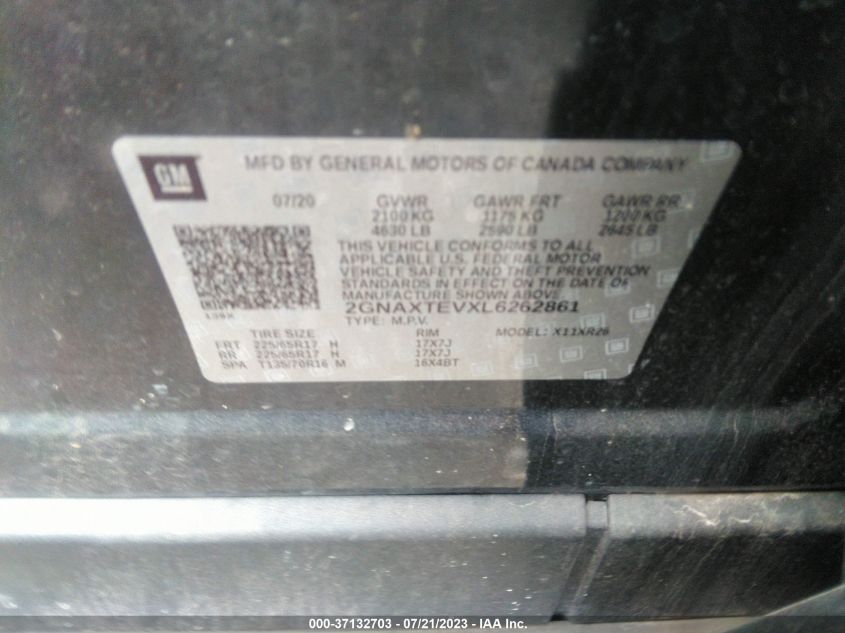 GM
MFD BY GENERAL MOTORS OF CANADA COMPANY
07/20 GVWR GAWR FRT GAWR RR
2100 KG 1175 KG 1200 KG
4630 LB 2590 LB 2645 LB
THIS VEHICLE CONFORMS TO ALL
APPLICABLE U.S. FEDERAL MOTOR
VEHICLE SAFETY AND THEFT PREVENTION
STANDARDS IN EFFECT ON THE DATE OF
MANUFACTURE SHOWN ABOVE.
139X 2GNAXTEVXL6262861
TYPE: M.P.V. MODEL: X11XR26
TIRE SIZE RIM
FRT 225/65R17 H 17X7J
RR 225/65R17 H 17X7J
SPA T135/70R16 M 16X4BT
000-37132703 - 07/21/2023 - IAA Inc.